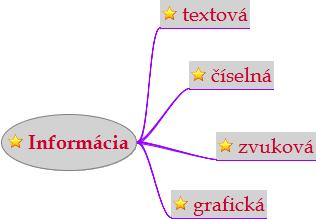 textová
číselná
Informácia
zvuková
grafická